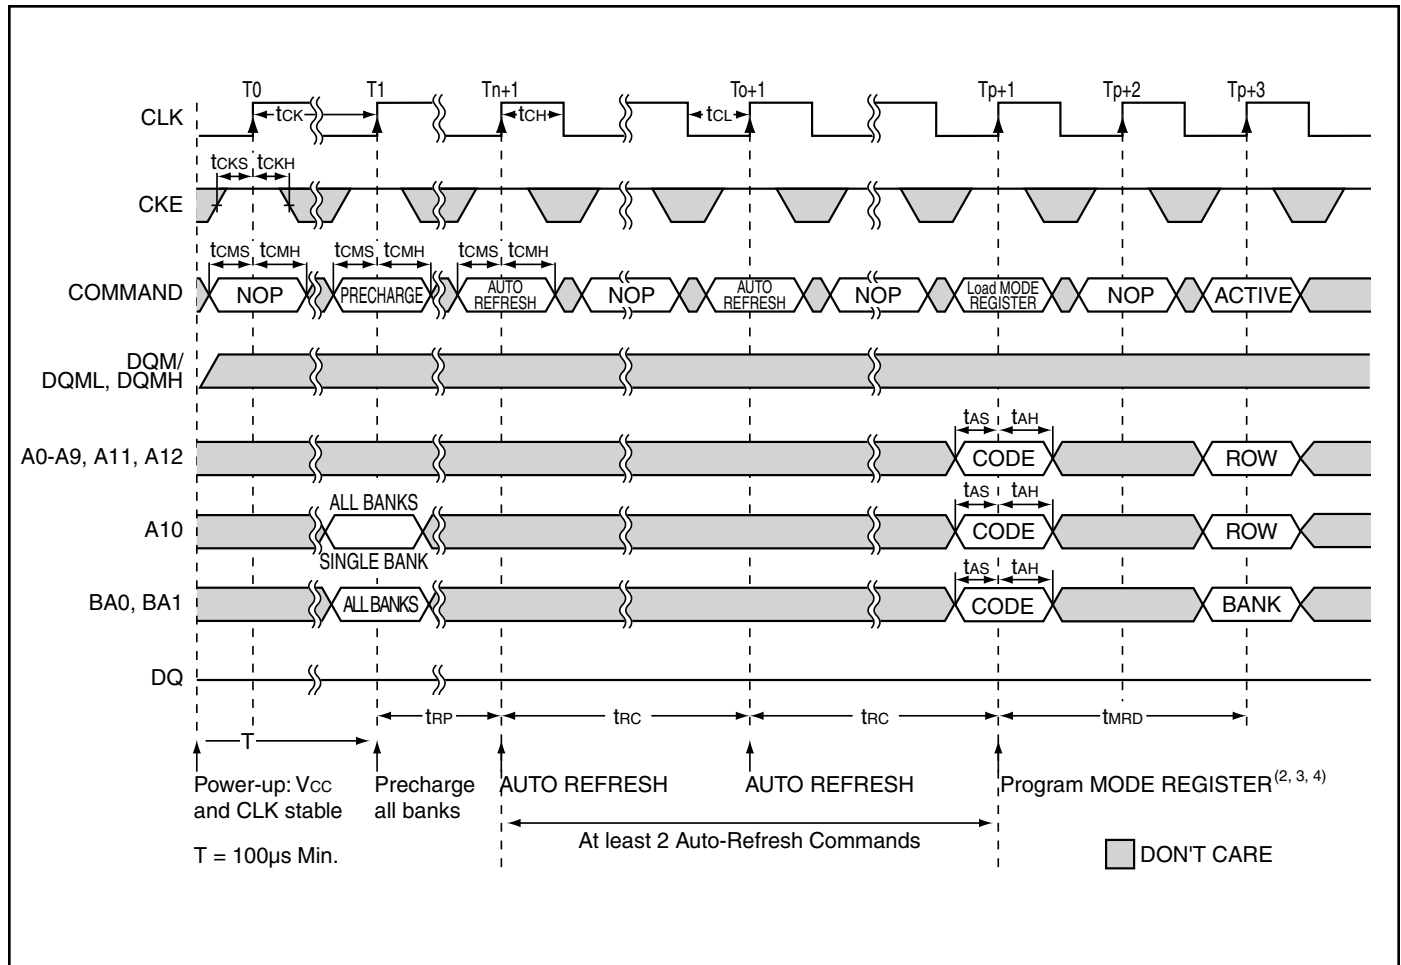 T0 T1 Tn+1 To+1 Tp+1 Tp+2 Tp+3
CLK tCK tCH tCL
tCKS tCKH
CKE
tCMS tCMH tCMS tCMH tCMS tCMH
COMMAND NOP PRECHARGE AUTO REFRESH NOP AUTO REFRESH NOP Load MODE REGISTER NOP ACTIVE
DQM/
DQML, DQMH
tAS tAH
A0-A9, A11, A12 CODE ROW
ALL BANKS tAS tAH
A10 CODE ROW
SINGLE BANK tAS tAH
BA0, BA1 ALL BANKS CODE BANK
DQ
tRP tRC tRC tMRD
T
Power-up: VCC Precharge AUTO REFRESH AUTO REFRESH Program MODE REGISTER(2, 3, 4)
and CLK stable all banks
At least 2 Auto-Refresh Commands
T = 100µs Min. DON'T CARE